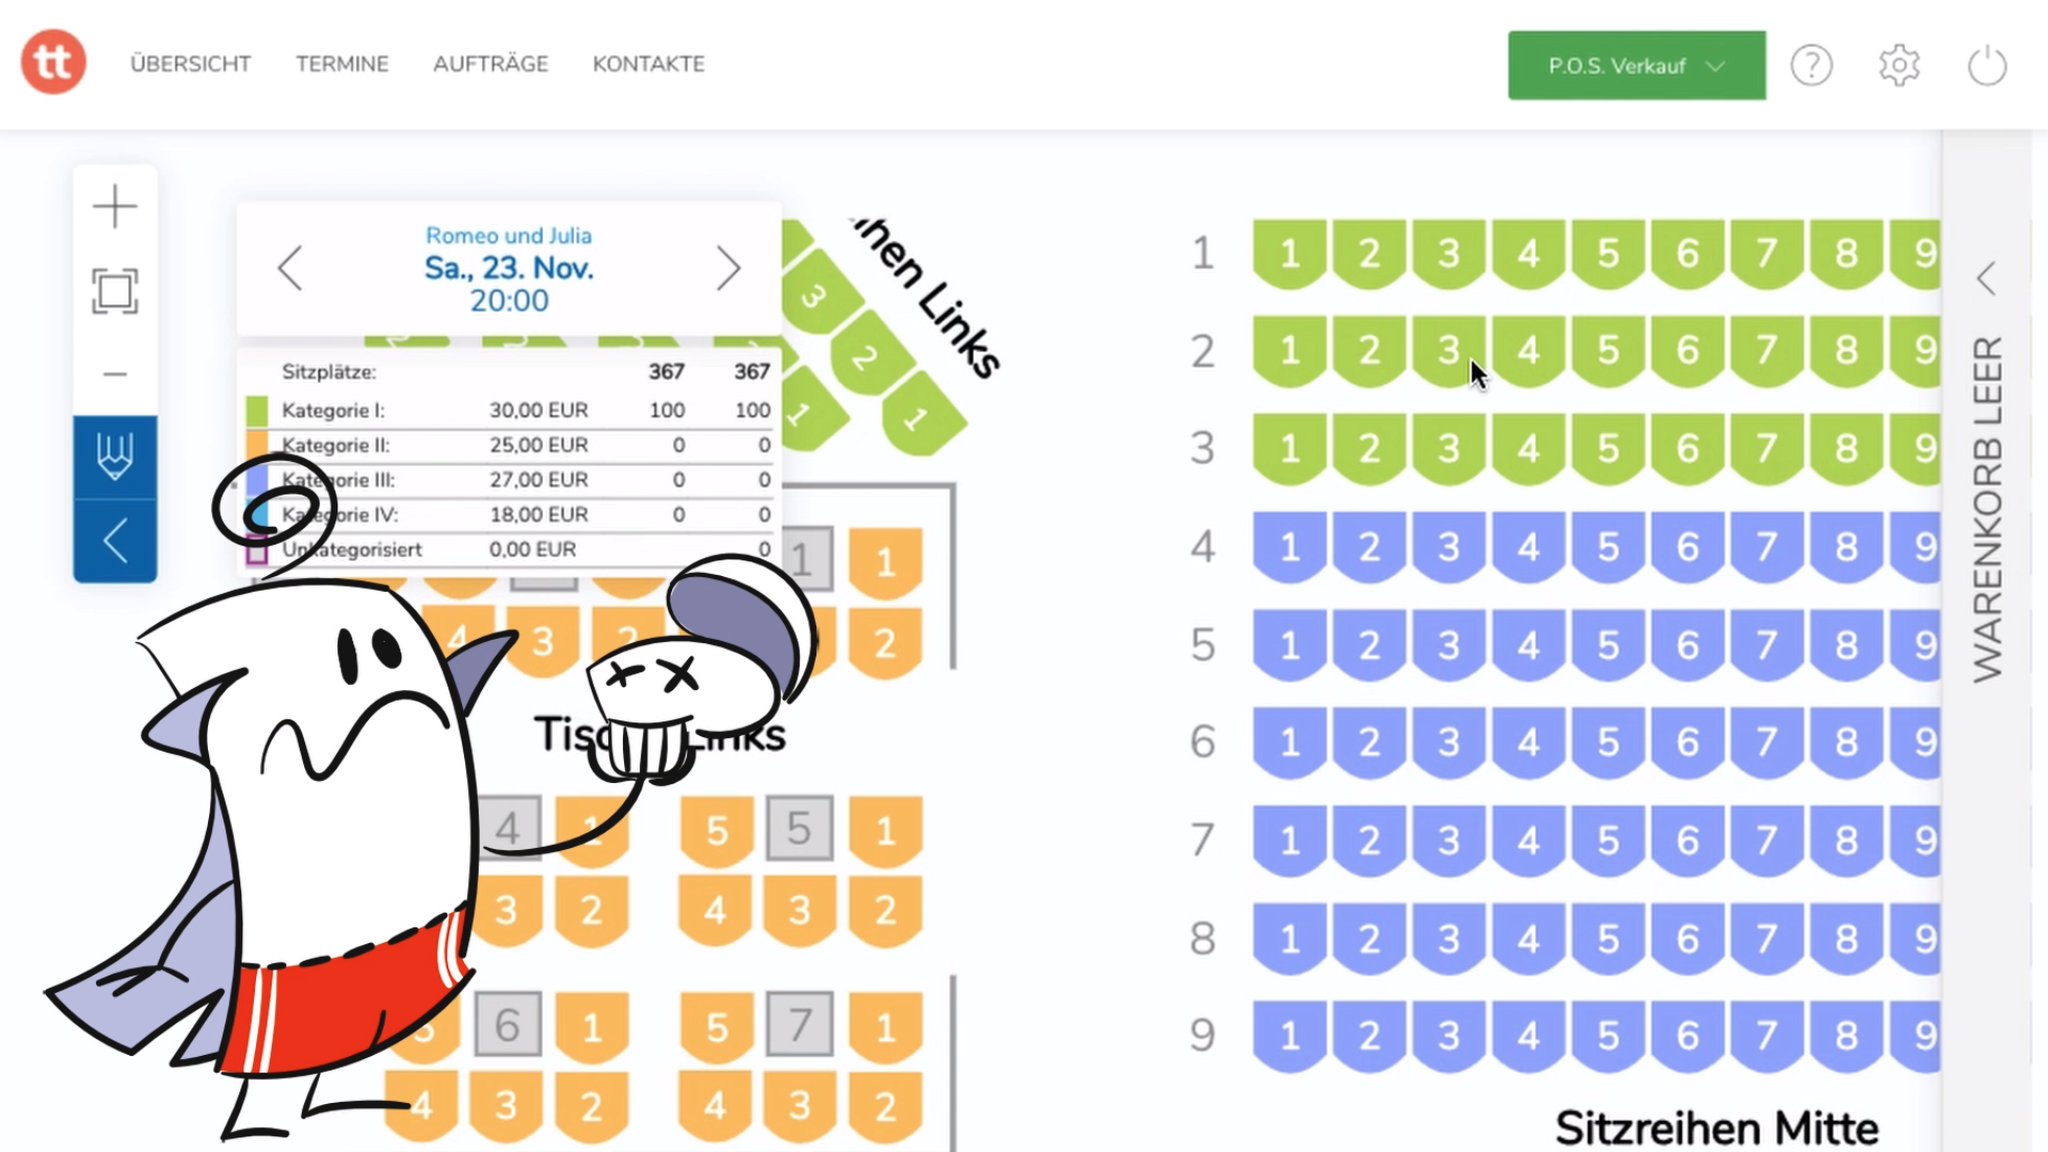 tt ÜBERSICHT TERMINE AUFTRÄGE KONTAKTE P.O.S. Verkauf ?
Romeo und Julia
Sa., 23. Nov.
20:00
Sitzplätze: 367 367
Kategorie I: 30,00 EUR 100 100
Kategorie II: 25,00 EUR 0 0
Kategorie III: 27,00 EUR 0 0
Kategorie IV: 18,00 EUR 0 0
Unkategorisiert 0,00 EUR 0
3
2
1
1
Links
1 1
4 3 2 2
Links
4 1 5 5 1
3 2 4 3 2
6 1 5 7 1
4 3 2 4 3 2
1 1 2 3 4 5 6 7 8 9
2 1 2 3 4 5 6 7 8 9
3 1 2 3 4 5 6 7 8 9
4 1 2 3 4 5 6 7 8 9
5 1 2 3 4 5 6 7 8 9
6 1 2 3 4 5 6 7 8 9
7 1 2 3 4 5 6 7 8 9
8 1 2 3 4 5 6 7 8 9
9 1 2 3 4 5 6 7 8 9
Sitzreihen Mitte
WARENKORB LEER